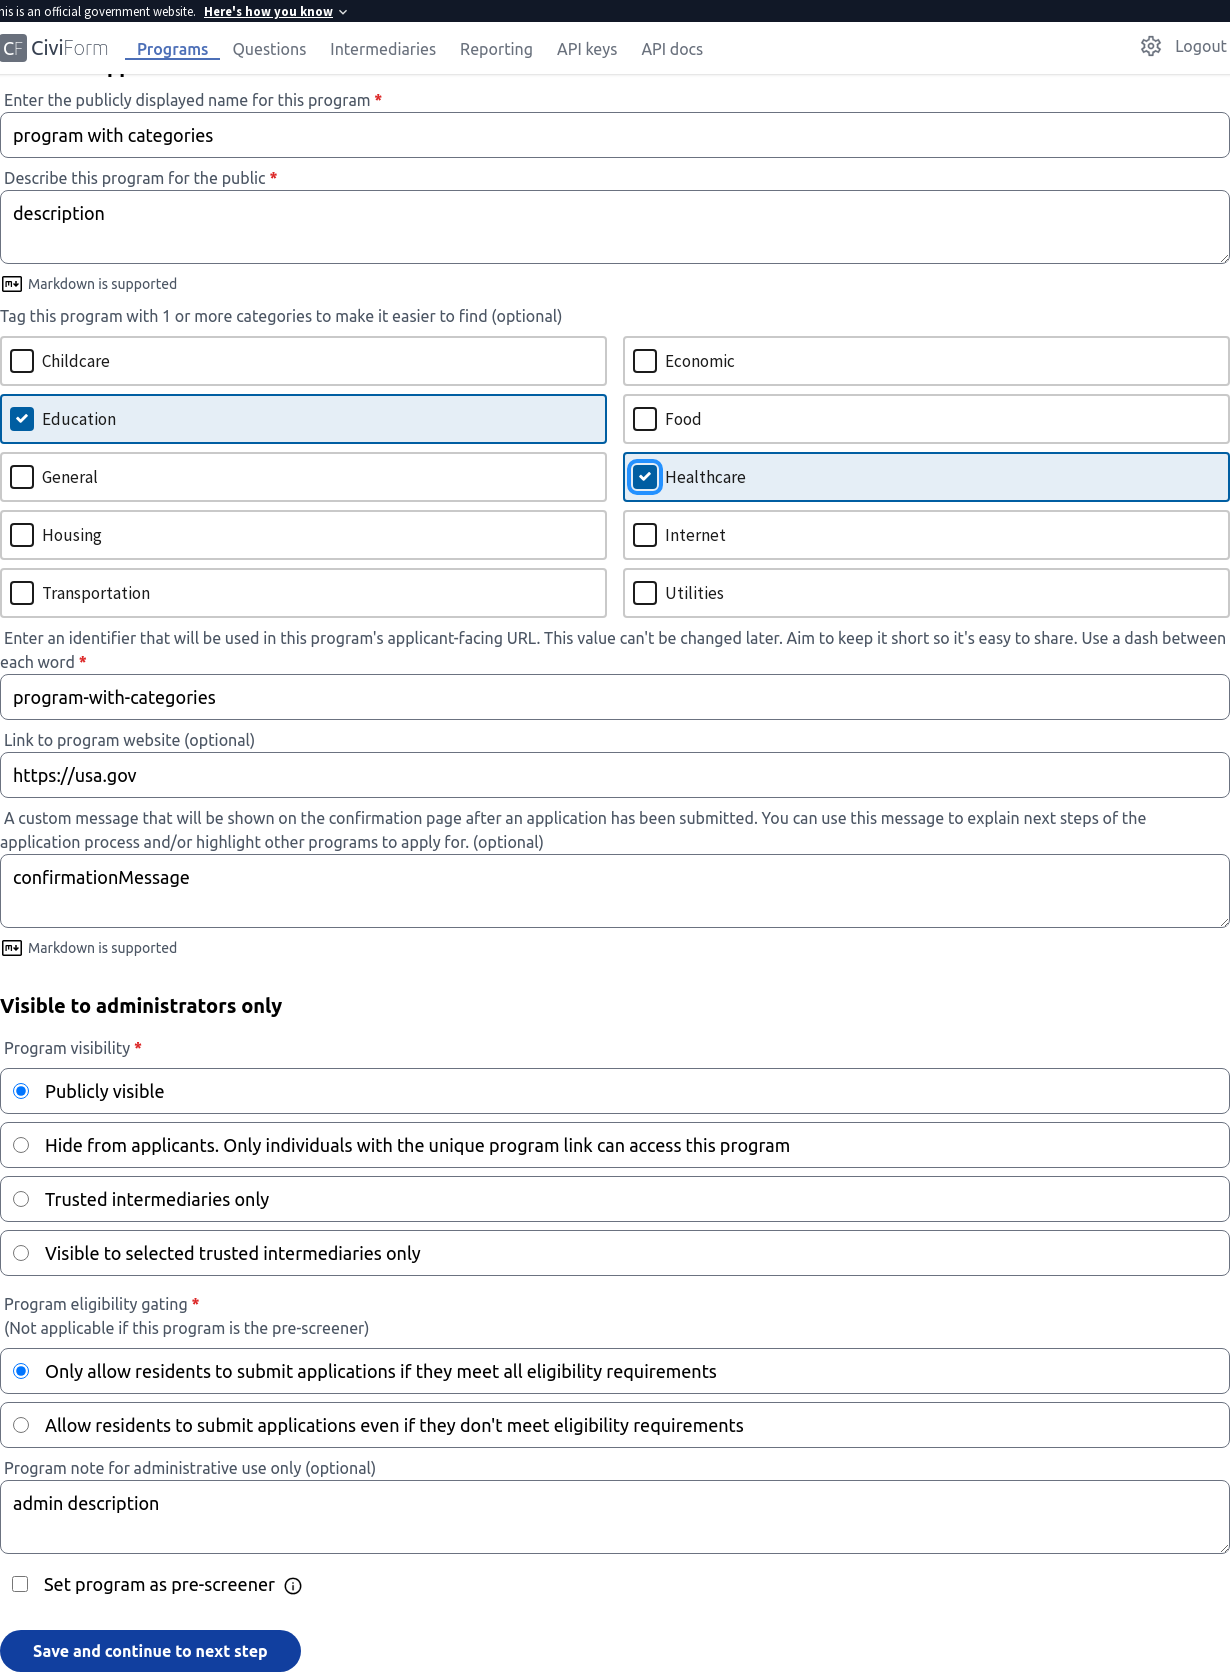 is is an official government website. Here's how you know
CF CiviForm Programs Questions Intermediaries Reporting API keys API docs Logout
Enter the publicly displayed name for this program *
program with categories
Describe this program for the public *
description
Markdown is supported
Tag this program with 1 or more categories to make it easier to find (optional)
Childcare
Economic
Education
Food
General
Healthcare
Housing
Internet
Transportation
Utilities
Enter an identifier that will be used in this program's applicant-facing URL. This value can't be changed later. Aim to keep it short so it's easy to share. Use a dash between
each word *
program-with-categories
Link to program website (optional)
https://usa.gov
A custom message that will be shown on the confirmation page after an application has been submitted. You can use this message to explain next steps of the
application process and/or highlight other programs to apply for. (optional)
confirmationMessage
Markdown is supported
Visible to administrators only
Program visibility *
Publicly visible
Hide from applicants. Only individuals with the unique program link can access this program
Trusted intermediaries only
Visible to selected trusted intermediaries only
Program eligibility gating *
(Not applicable if this program is the pre-screener)
Only allow residents to submit applications if they meet all eligibility requirements
Allow residents to submit applications even if they don't meet eligibility requirements
Program note for administrative use only (optional)
admin description
Set program as pre-screener
Save and continue to next step